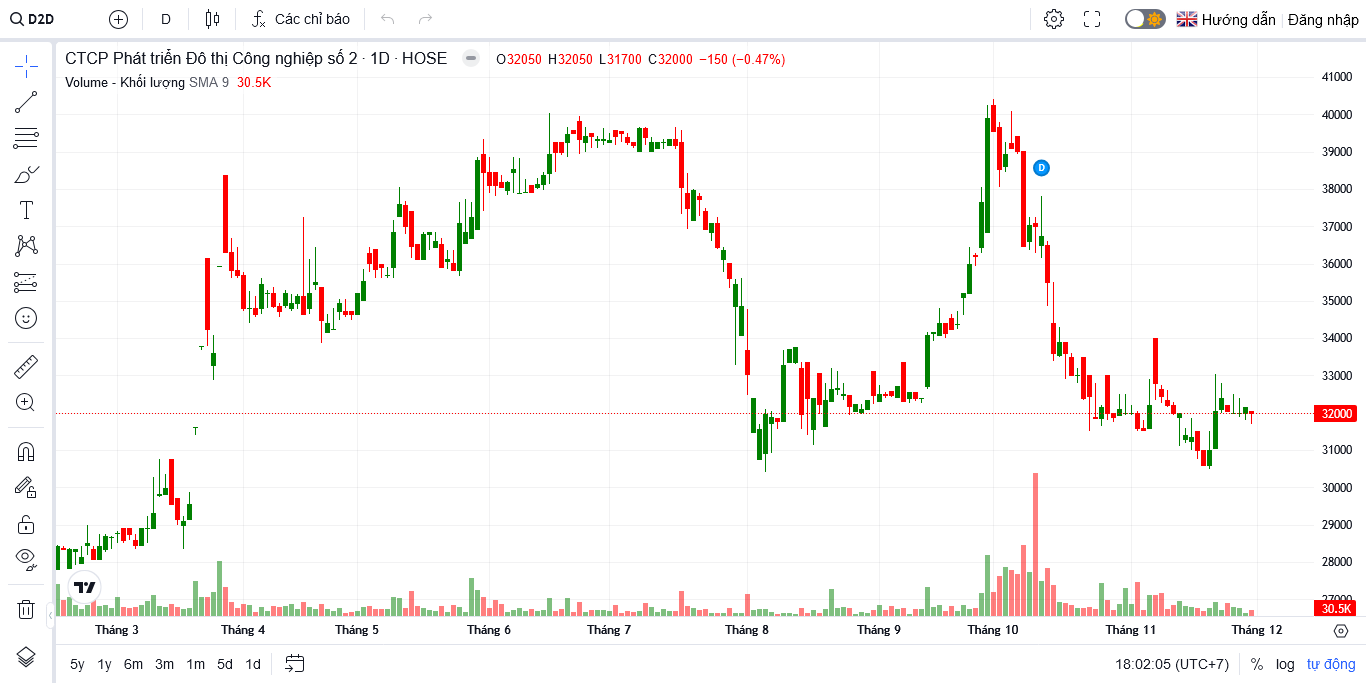 D2D
D
Các chỉ báo
Hướng dẫn
Đăng nhập
CTCP Phát triển Đô thị Công nghiệp số 2 · 1D · HOSE
O32050 H32050 L31700 C32000 −150 (−0.47%)
Volume - Khối lượng SMA 9 30.5K
41000
40000
39000
D
38000
37000
36000
35000
34000
33000
32000
31000
30000
29000
28000
27000
30.5K
Tháng 3 Tháng 4 Tháng 5 Tháng 6 Tháng 7 Tháng 8 Tháng 9 Tháng 10 Tháng 11 Tháng 12
5y 1y 6m 3m 1m 5d 1d
18:02:05 (UTC+7) % log tự động